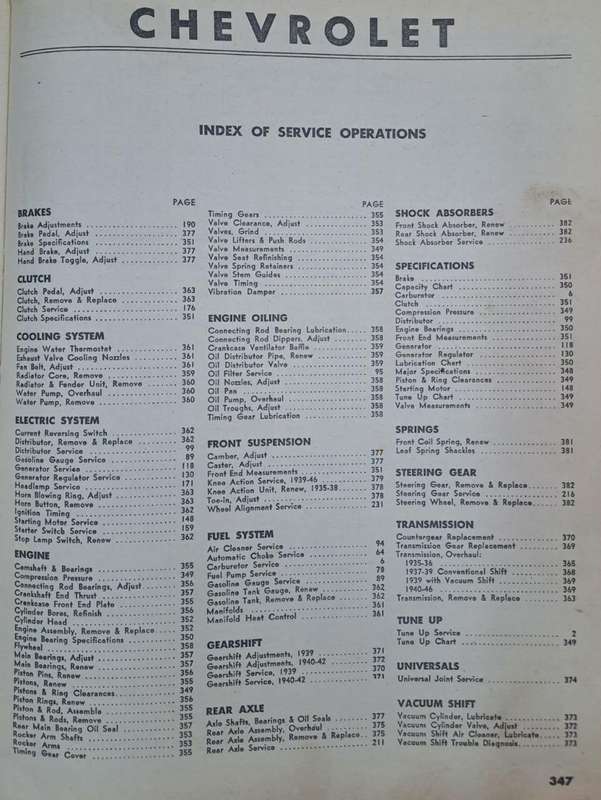 CHEVROLET
INDEX OF SERVICE OPERATIONS
PAGE
BRAKES
Brake Adjustments 190
Brake Pedal, Adjust 377
Brake Specifications 351
Hand Brake, Adjust 377
Hand Brake Toggle, Adjust 377
CLUTCH
Clutch Pedal, Adjust 363
Clutch, Remove & Replace 363
Clutch Service 176
Clutch Specifications 351
COOLING SYSTEM
Engine Water Thermostat 361
Exhaust Valve Cooling Nozzles 361
Fan Belt, Adjust 361
Radiator Core, Remove 359
Radiator & Fender Unit, Remove 360
Water Pump, Overhaul 360
Water Pump, Remove 360
ELECTRIC SYSTEM
Current Reversing Switch 362
Distributor, Remove & Replace 362
Distributor Service 99
Gasoline Gauge Service 89
Generator Service 118
Generator Regulator Service 130
Headlamp Service 171
Horn Blowing Ring, Adjust 363
Horn Button, Remove 363
Ignition Timing 362
Starting Motor Service 148
Starter Switch Service 159
Stop Lamp Switch, Renew 362
ENGINE
Camshaft & Bearings 355
Compression Pressure 349
Connecting Rod Bearings, Adjust 356
Crankshaft End Thrust 357
Crankcase Front End Plate 355
Cylinder Bores, Refinish 356
Cylinder Head 352
Engine Assembly, Remove & Replace 352
Engine Bearing Specifications 350
Flywheel 358
Main Bearings, Adjust 357
Main Bearings, Renew 357
Piston Pins, Renew 356
Pistons, Renew 355
Pistons & Ring Clearances 349
Piston Rings, Renew 356
Piston & Rod, Assemble 355
Pistons & Rods, Remove 355
Rear Main Bearing Oil Seal 357
Rocker Arm Shafts 353
Rocker Arms 353
Timing Gear Cover 355
PAGE
Timing Gears 355
Valve Clearance, Adjust 353
Valves, Grind 353
Valve Lifters & Push Rods 354
Valve Measurements 349
Valve Seat Refinishing 354
Valve Spring Retainers 354
Valve Stem Guides 354
Valve Timing 354
Vibration Damper 357
ENGINE OILING
Connecting Rod Bearing Lubrication 358
Connecting Rod Dippers, Adjust 358
Crankcase Ventilator Baffle 359
Oil Distributor Pipe, Renew 359
Oil Distributor Valve 359
Oil Filter Service 95
Oil Nozzles, Adjust 358
Oil Pan 358
Oil Pump, Overhaul 358
Oil Troughs, Adjust 358
Timing Gear Lubrication 358
FRONT SUSPENSION
Camber, Adjust 377
Caster, Adjust 377
Front End Measurements 351
Knee Action Service, 1939-46 379
Knee Action Unit, Renew, 1935-38 378
Toe-In, Adjust 378
Wheel Alignment Service 231
FUEL SYSTEM
Air Cleaner Service 94
Automatic Choke Service 64
Carburetor Service 6
Fuel Pump Service 78
Gasoline Gauge Service 89
Gasoline Tank Gauge, Renew 362
Gasoline Tank, Remove & Replace 362
Manifolds 361
Manifold Heat Control 361
GEARSHIFT
Gearshift Adjustments, 1939 371
Gearshift Adjustments, 1940-42 372
Gearshift Service, 1939 370
Gearshift Service, 1940-42 371
REAR AXLE
Axle Shafts, Bearings & Oil Seals 377
Rear Axle Assembly, Overhaul 375
Rear Axle Assembly, Remove & Replace 375
Rear Axle Service 211
PAGE
SHOCK ABSORBERS
Front Shock Absorber, Renew 382
Rear Shock Absorber, Renew 382
Shock Absorber Service 236
SPECIFICATIONS
Brake 351
Capacity Chart 350
Carburetor 6
Clutch 351
Compression Pressure 349
Distributor 99
Engine Bearings 350
Front End Measurements 351
Generator 118
Generator Regulator 130
Lubrication Chart 350
Major Specifications 348
Piston & Ring Clearances 349
Starting Motor 148
Tune Up Chart 349
Valve Measurements 349
SPRINGS
Front Coil Spring, Renew 381
Leaf Spring Shackles 381
STEERING GEAR
Steering Gear, Remove & Replace 382
Steering Gear Service 216
Steering Wheel, Remove & Replace 382
TRANSMISSION
Countergear Replacement 370
Transmission Gear Replacement 369
Transmission, Overhaul:
1935-36 365
1937-39 Conventional Shift 368
1939 with Vacuum Shift 369
1940-46 369
Transmission, Remove & Replace 363
TUNE UP
Tune Up Service 2
Tune Up Chart 349
UNIVERSALS
Universal Joint Service 374
VACUUM SHIFT
Vacuum Cylinder, Lubricate 373
Vacuum Cylinder Valve, Adjust 372
Vacuum Shift Air Cleaner, Lubricate 373
Vacuum Shift Trouble Diagnosis 373
347